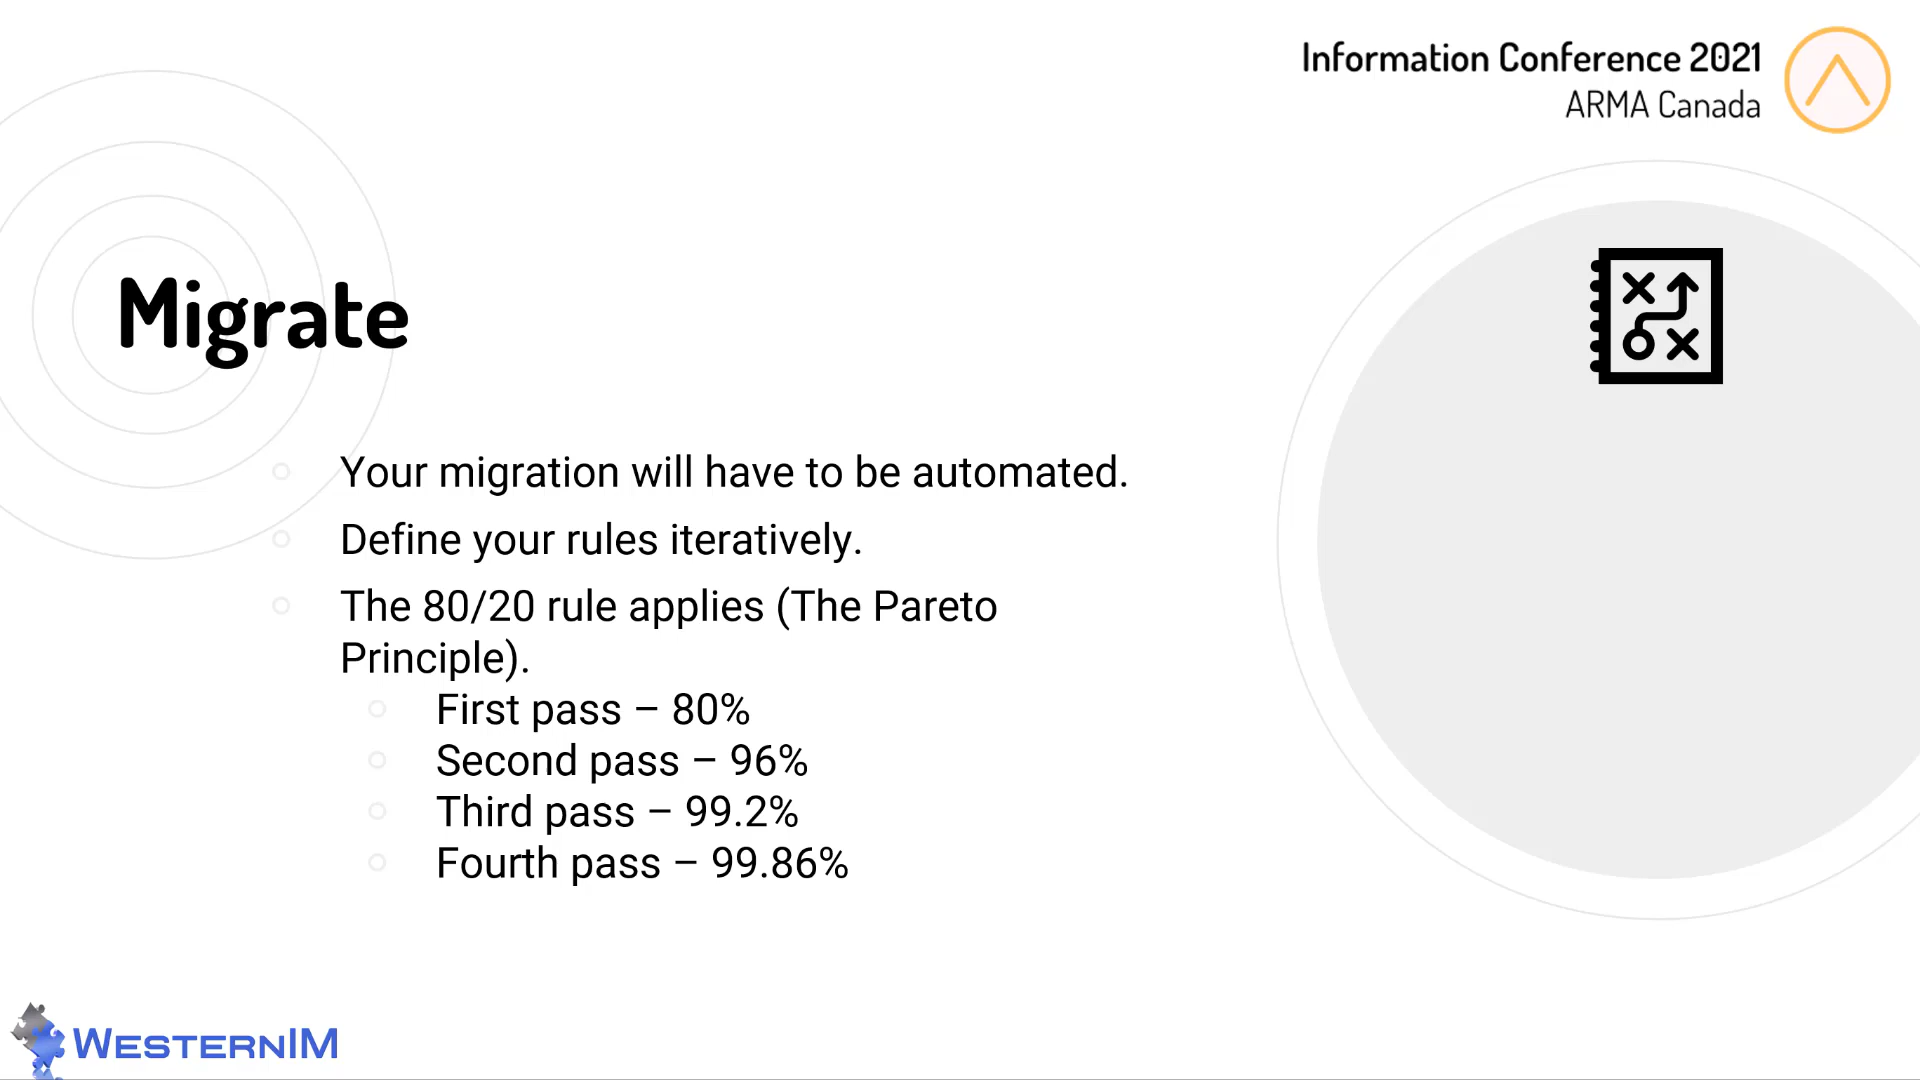 Information Conference 2021
ARMA Canada
Migrate
Your migration will have to be automated.
Define your rules iteratively.
The 80/20 rule applies (The Pareto
Principle).
First pass – 80%
Second pass – 96%
Third pass – 99.2%
Fourth pass – 99.86%
WESTERNIM